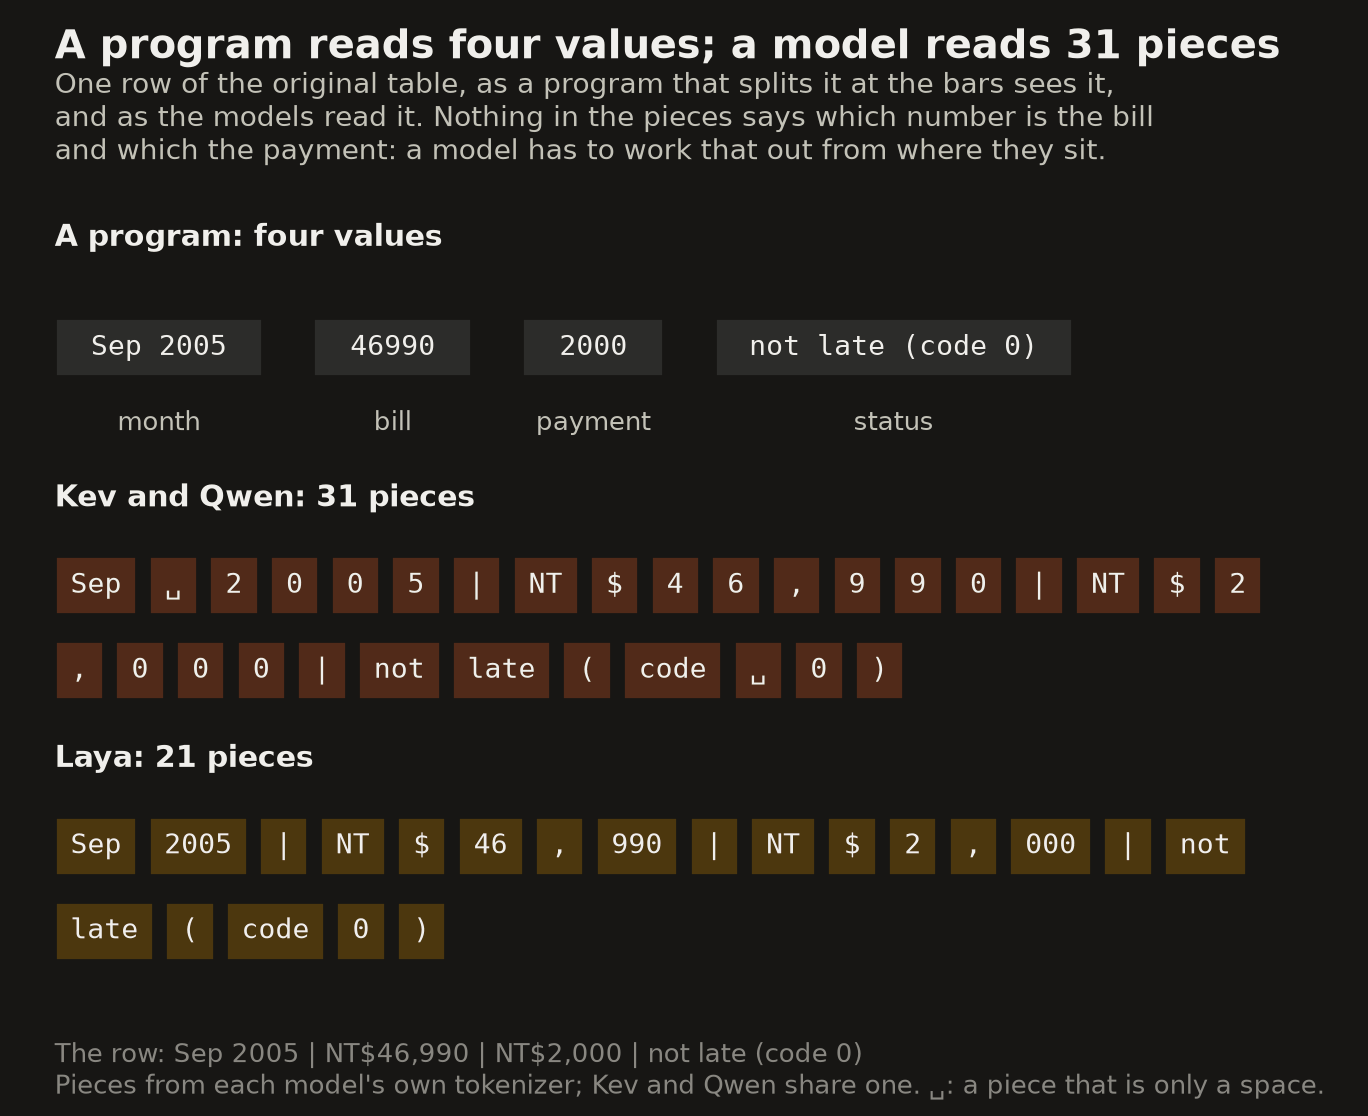 A program reads four values; a model reads 31 pieces
One row of the original table, as a program that splits it at the bars sees it,
and as the models read it. Nothing in the pieces says which number is the bill
and which the payment: a model has to work that out from where they sit.
A program: four values
Sep 2005 46990 2000 not late (code 0)
month bill payment status
Kev and Qwen: 31 pieces
Sep ␣ 2 0 0 5 | NT $ 4 6 , 9 9 0 | NT $ 2
, 0 0 0 | not late ( code ␣ 0 )
Laya: 21 pieces
Sep 2005 | NT $ 46 , 990 | NT $ 2 , 000 | not
late ( code 0 )
The row: Sep 2005 | NT$46,990 | NT$2,000 | not late (code 0)
Pieces from each model's own tokenizer; Kev and Qwen share one. ␣: a piece that is only a space.